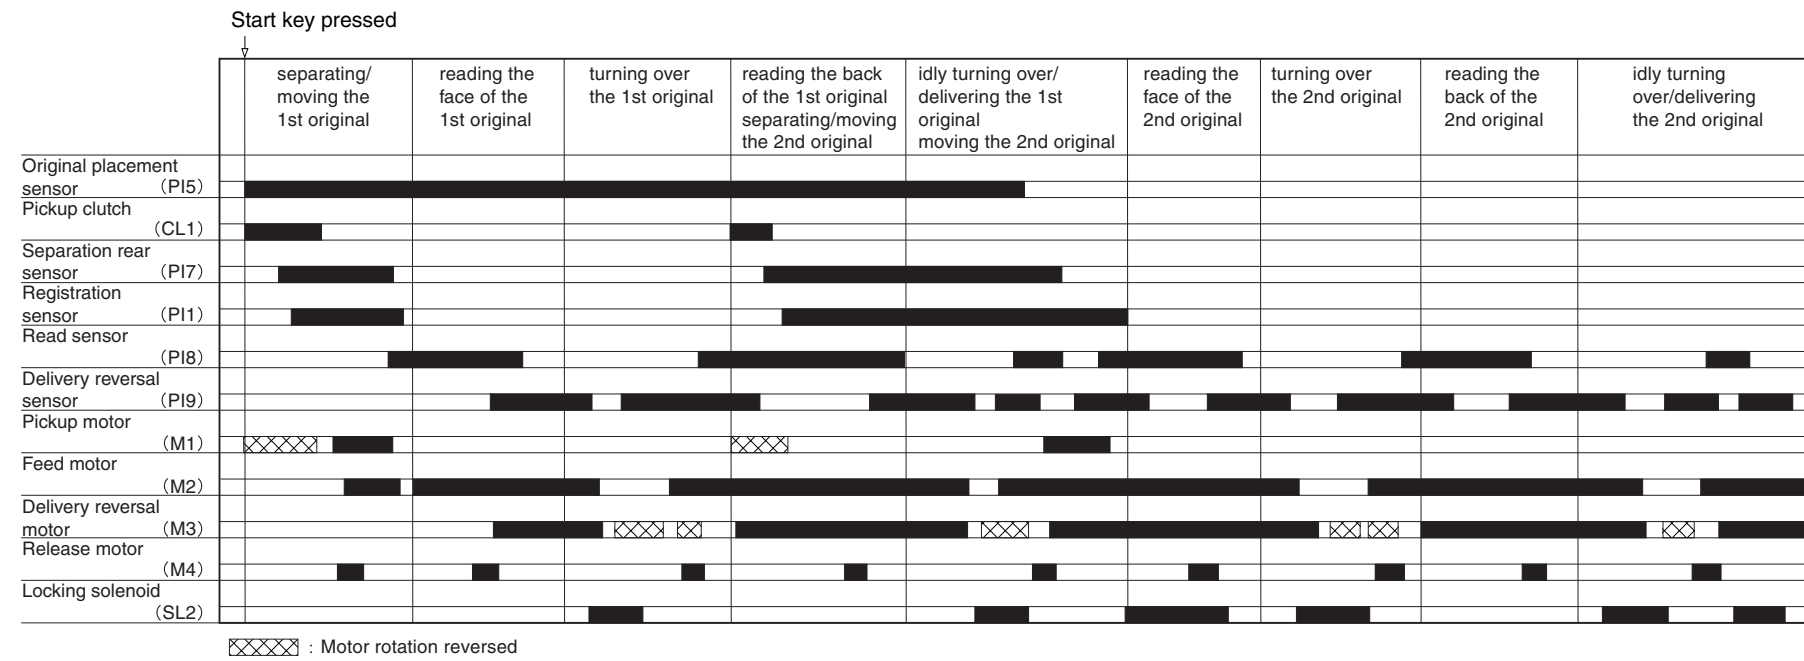 Start key pressed
separating/
moving the
1st original
reading the
face of the
1st original
turning over
the 1st original
reading the back
of the 1st original
separating/moving
the 2nd original
idly turning over/
delivering the 1st
original
moving the 2nd original
reading the
face of the
2nd original
turning over
the 2nd original
reading the
back of the
2nd original
idly turning
over/delivering
the 2nd original
Original placement
sensor (PI5)
Pickup clutch
(CL1)
Separation rear
sensor (PI7)
Registration
sensor (PI1)
Read sensor
(PI8)
Delivery reversal
sensor (PI9)
Pickup motor
(M1)
Feed motor
(M2)
Delivery reversal
motor (M3)
Release motor
(M4)
Locking solenoid
(SL2)
: Motor rotation reversed